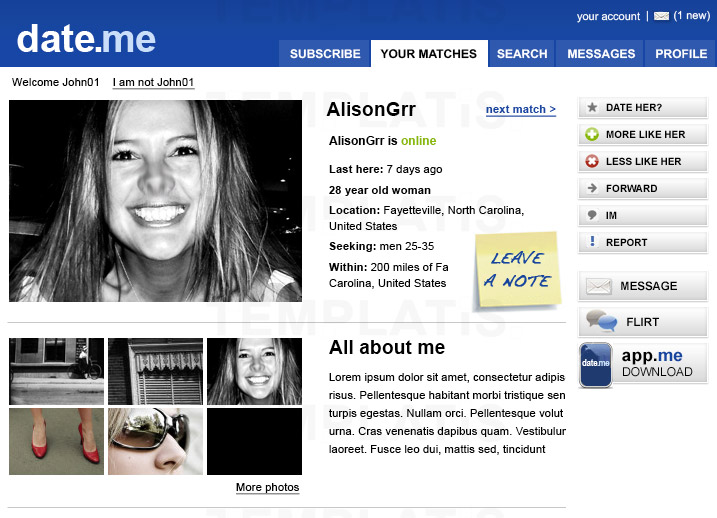 your account | (1 new)
date.me
SUBSCRIBE YOUR MATCHES SEARCH MESSAGES PROFILE
Welcome John01 I am not John01
AlisonGrr next match >
AlisonGrr is online
Last here: 7 days ago
28 year old woman
Location: Fayetteville, North Carolina,
United States
Seeking: men 25-35
Within: 200 miles of Fa
Carolina, United States
LEAVE
A NOTE
DATE HER?
MORE LIKE HER
LESS LIKE HER
FORWARD
IM
! REPORT
MESSAGE
FLIRT
date.me
app.me
DOWNLOAD
All about me
Lorem ipsum dolor sit amet, consectetur adipis
risus. Pellentesque habitant morbi tristique sen
turpis egestas. Nullam orci. Pellentesque volut
urna. Cras venenatis dapibus quam. Vestibulur
laoreet. Fusce leo dui, mattis sed, tincidunt
More photos
TEMPLATiS